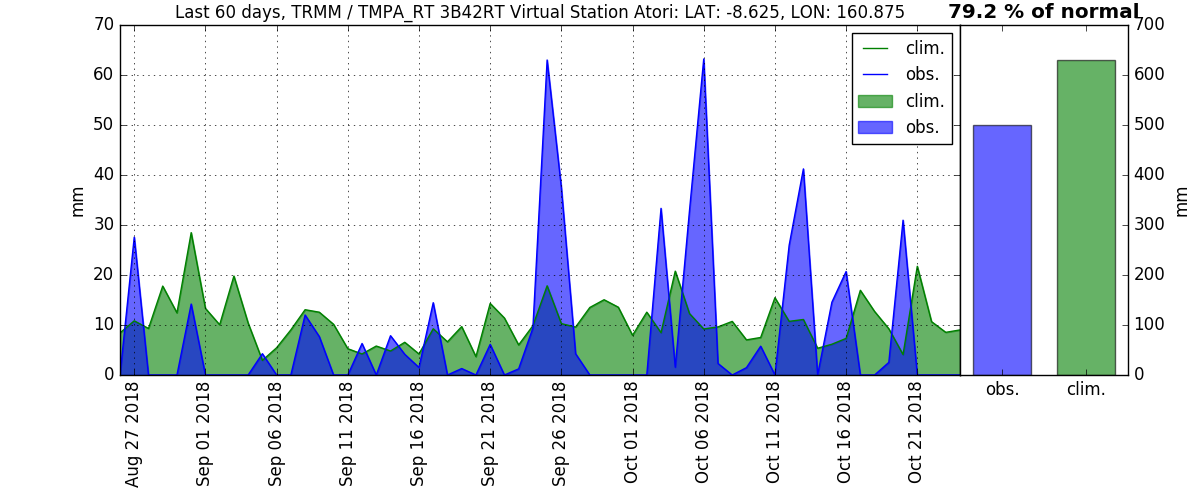 Last 60 days, TRMM / TMPA_RT 3B42RT Virtual Station Atori: LAT: -8.625, LON: 160.875
79.2 % of normal
70
60
50
40
30
20
10
0
mm
clim.
obs.
clim.
obs.
700
600
500
400
300
200
100
0
mm
obs.
clim.
Aug 27 2018
Sep 01 2018
Sep 06 2018
Sep 11 2018
Sep 16 2018
Sep 21 2018
Sep 26 2018
Oct 01 2018
Oct 06 2018
Oct 11 2018
Oct 16 2018
Oct 21 2018